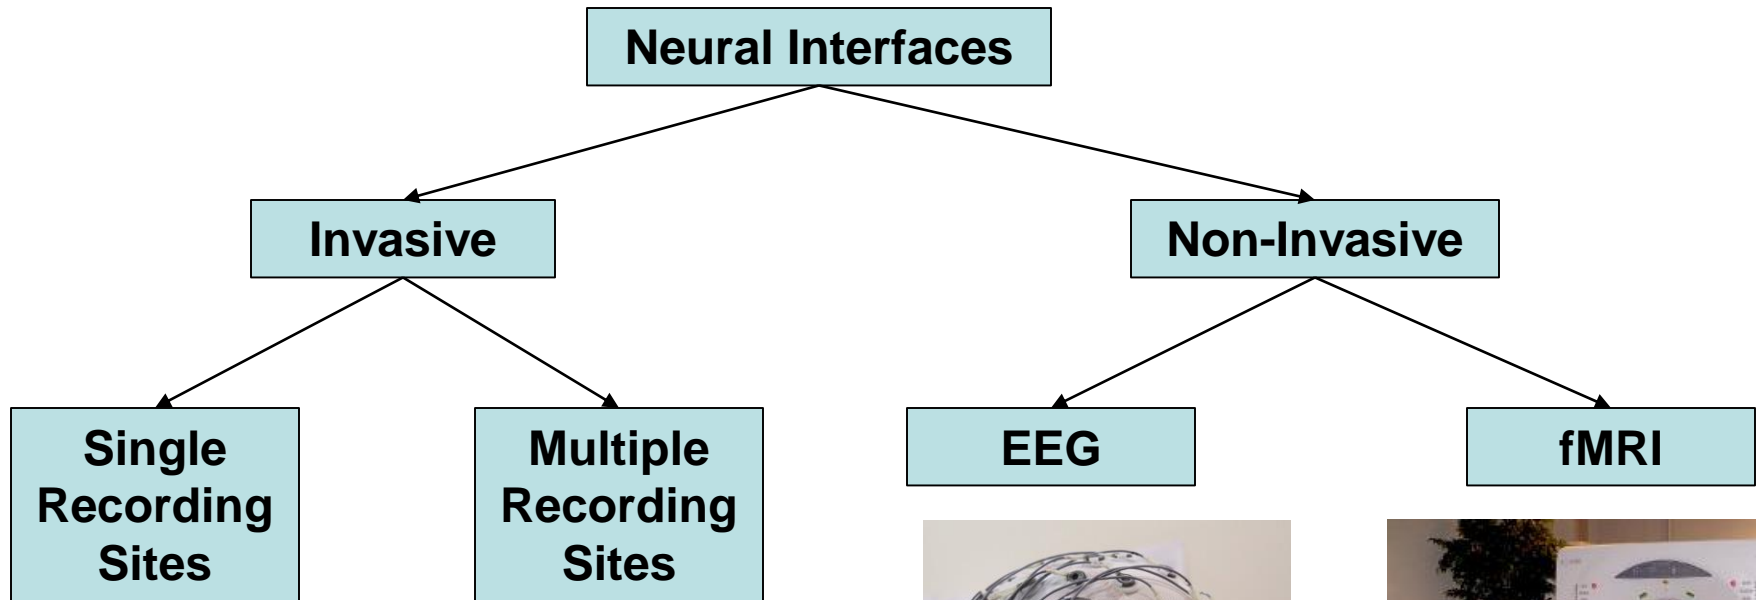 Neural Interfaces
Invasive
Non-Invasive
Single
Recording
Sites
Multiple
Recording
Sites
EEG
fMRI